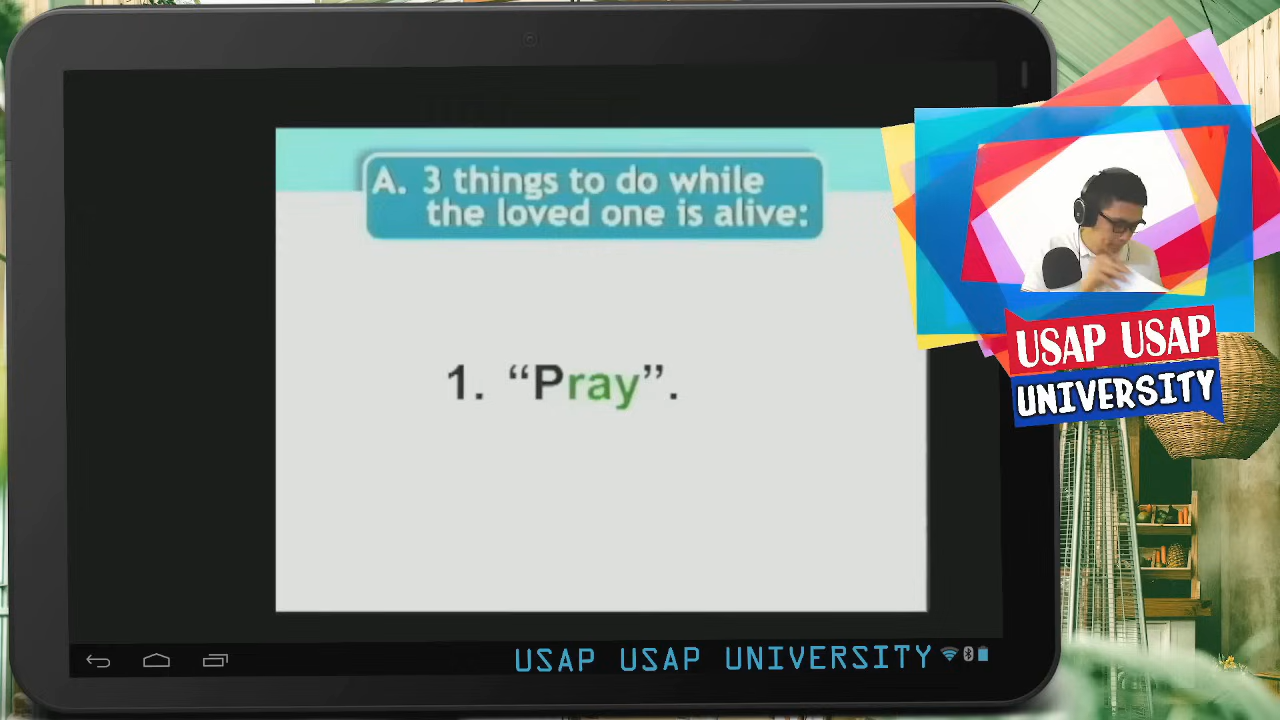 A. 3 things to do while
the loved one is alive:
1. “Pray”.
USAP USAP
UNIVERSITY
USAP USAP UNIVERSITY